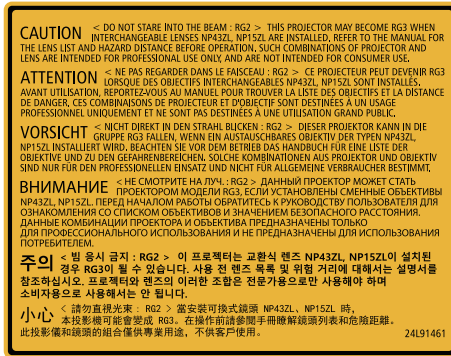 CAUTION < DO NOT STARE INTO THE BEAM : RG2 > THIS PROJECTOR MAY BECOME RG3 WHEN
INTERCHANGEABLE LENSES NP43ZL, NP15ZL ARE INSTALLED, REFER TO THE MANUAL FOR
THE LENS LIST AND HAZARD DISTANCE BEFORE OPERATION, SUCH COMBINATIONS OF PROJECTOR AND
LENS ARE INTENDED FOR PROFESSIONAL USE ONLY, AND ARE NOT INTENDED FOR CONSUMER USE.
ATTENTION < NE PAS REGARDER DANS LE FAISCEAU : RG2 > CE PROJECTEUR PEUT DEVENIR RG3
LORSQUE DES OBJECTIFS INTERCHANGEABLES NP43ZL, NP15ZL SONT INSTALLÉS.
AVANT UTILISATION, REPORTEZ-VOUS AU MANUEL POUR TROUVER LA LISTE DES OBJECTIFS ET LA DISTANCE
DE DANGER, CES COMBINAISONS DE PROJECTEUR ET D'OBJECTIF SONT DESTINÉES À UN USAGE
PROFESSIONNEL UNIQUEMENT ET NE SONT PAS DESTINÉES À UNE UTILISATION GRAND PUBLIC.
VORSICHT < NICHT DIREKT IN DEN STRAHL BLICKEN : RG2 > DIESER PROJEKTOR KANN IN DIE
GRUPPE RG3 FALLEN, WENN EIN AUSTAUSCHBARES OBJEKTIV DER TYPEN NP43ZL,
NP15ZL INSTALLIERT WIRD. BEACHTEN SIE VOR DEM BETRIEB DAS HANDBUCH FÜR EINE LISTE DER
OBJEKTIVE UND ZU DEN GEFAHRENBEREICHEN. SOLCHE KOMBINATIONEN AUS PROJEKTOR UND OBJEKTIV
SIND NUR FÜR DEN PROFESSIONELLEN EINSATZ UND NICHT FÜR ALLGEMEINE VERBRAUCHER BESTIMMT.
ВНИМАНИЕ < НЕ СМОТРИТЕ НА ЛУЧ. : RG2 > ДАННЫЙ ПРОЕКТОР МОЖЕТ СТАТЬ
ПРОЕКТОРОМ МОДЕЛИ RG3, ЕСЛИ УСТАНОВЛЕНЫ СМЕННЫЕ ОБЪЕКТИВЫ
NP43ZL, NP15ZL. ПЕРЕД НАЧАЛОМ РАБОТЫ ОБРАТИТЕСЬ К РУКОВОДСТВУ ПОЛЬЗОВАТЕЛЯ ДЛЯ
ОЗНАКОМЛЕНИЯ СО СПИСКОМ ОБЪЕКТИВОВ И ЗНАЧЕНИЕМ БЕЗОПАСНОГО РАССТОЯНИЯ.
ДАННЫЕ КОМБИНАЦИИ ПРОЕКТОРА И ОБЪЕКТИВА ПРЕДНАЗНАЧЕНЫ ТОЛЬКО
ДЛЯ ПРОФЕССИОНАЛЬНОГО ИСПОЛЬЗОВАНИЯ И НЕ ПРЕДНАЗНАЧЕНЫ ДЛЯ ИСПОЛЬЗОВАНИЯ
ПОТРЕБИТЕЛЕМ.
주의 < 빔 응시 금지 : RG2 > 이 프로젝터는 교환식 렌즈 NP43ZL, NP15ZL이 설치된
경우 RG3이 될 수 있습니다. 사용 전 렌즈 목록 및 위험 거리에 대해서는 설명서를
참조하십시오. 프로젝터와 렌즈의 이러한 조합은 전문가용으로만 사용해야 하며
소비자용으로 사용해서는 안 됩니다.
小心 < 請勿直視光束 : RG2 > 當安裝可換式鏡頭 NP43ZL、NP15ZL 時,
本投影機可能會變成 RG3。在操作前請參閱手冊瞭解鏡頭列表和危險距離。
此投影儀和鏡頭的組合僅供專業用途，不供客戶使用。
24L91461